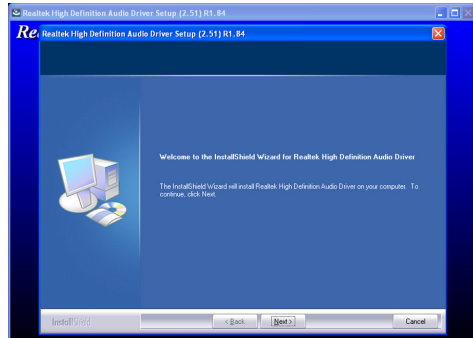 Realtek High Definition Audio Driver Setup (2.51) R1.84
Re
Realtek High Definition Audio Driver Setup (2.51) R1.84
Welcome to the InstallShield Wizard for Realtek High Definition Audio Driver
The InstallShield Wizard will install Realtek High Definition Audio Driver on your computer. To
continue, click Next.
InstallShield
< Back
Next >
Cancel